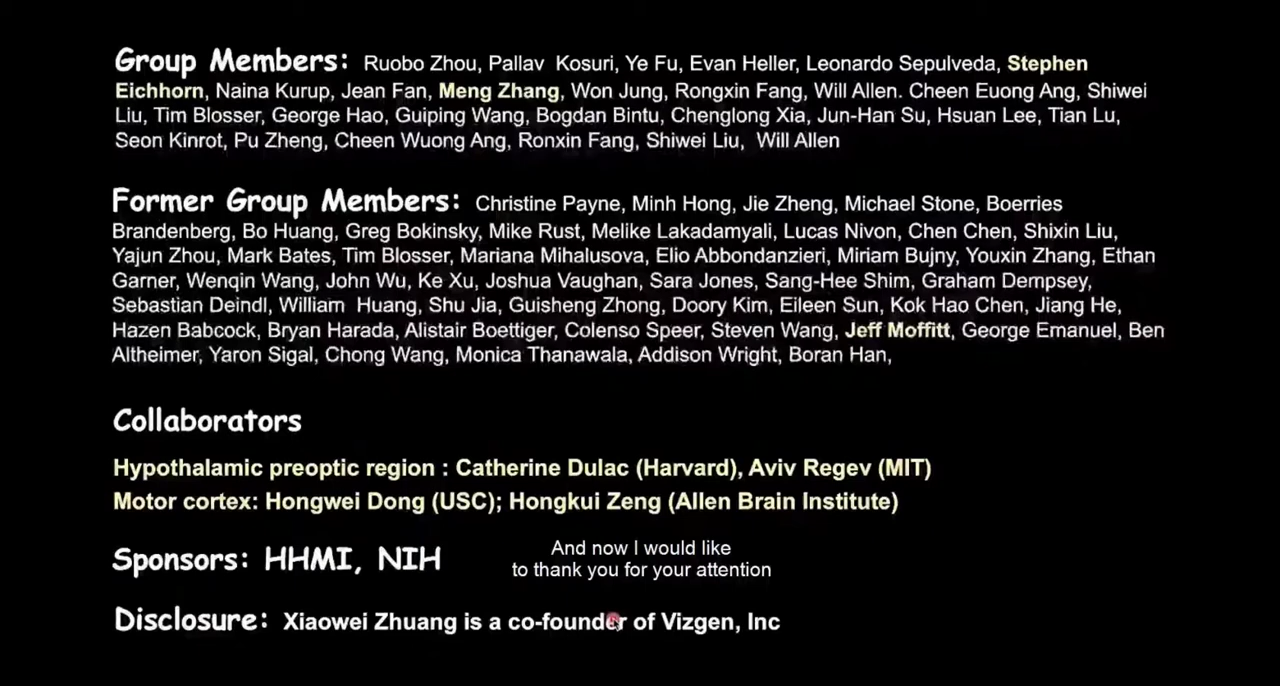 Group Members: Ruobo Zhou, Pallav Kosuri, Ye Fu, Evan Heller, Leonardo Sepulveda, Stephen
Eichhorn, Naina Kurup, Jean Fan, Meng Zhang, Won Jung, Rongxin Fang, Will Allen. Cheen Euong Ang, Shiwei
Liu, Tim Blosser, George Hao, Guiping Wang, Bogdan Bintu, Chenglong Xia, Jun-Han Su, Hsuan Lee, Tian Lu,
Seon Kinrot, Pu Zheng, Cheen Wuong Ang, Ronxin Fang, Shiwei Liu, Will Allen
Former Group Members: Christine Payne, Minh Hong, Jie Zheng, Michael Stone, Boerries
Brandenberg, Bo Huang, Greg Bokinsky, Mike Rust, Melike Lakadamyali, Lucas Nivon, Chen Chen, Shixin Liu,
Yajun Zhou, Mark Bates, Tim Blosser, Mariana Mihalusova, Elio Abbondanzieri, Miriam Bujny, Youxin Zhang, Ethan
Garner, Wenqin Wang, John Wu, Ke Xu, Joshua Vaughan, Sara Jones, Sang-Hee Shim, Graham Dempsey,
Sebastian Deindl, William Huang, Shu Jia, Guisheng Zhong, Doory Kim, Eileen Sun, Kok Hao Chen, Jiang He,
Hazen Babcock, Bryan Harada, Alistair Boettiger, Colenso Speer, Steven Wang, Jeff Moffitt, George Emanuel, Ben
Altheimer, Yaron Sigal, Chong Wang, Monica Thanawala, Addison Wright, Boran Han,
Collaborators
Hypothalamic preoptic region : Catherine Dulac (Harvard), Aviv Regev (MIT)
Motor cortex: Hongwei Dong (USC); Hongkui Zeng (Allen Brain Institute)
Sponsors: HHMI, NIH
And now I would like
to thank you for your attention
Disclosure: Xiaowei Zhuang is a co-founder of Vizgen, Inc